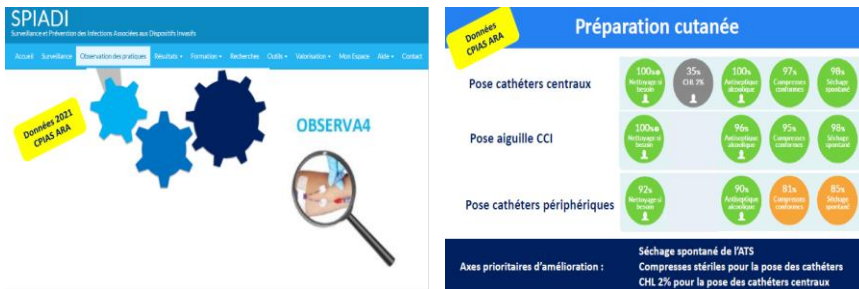 SPIADI
Surveillance et Prévention des Infections Associées aux Dispositifs Invasifs
Accueil Surveillance Observation des pratiques Résultats Formation Recherches Outils Valorisation Mon Espace Aide Contact
Données 2021
CPIAS ARA
OBSERVA4
Données
CPIAS ARA
Préparation cutanée
Pose cathéters centraux
100%
Nettoyage si
besoin
35%
CHL 2%
100%
Antiseptique
alcoolique
97%
Compresses
conformes
98%
Séchage
spontané
Pose aiguille CCI
100%
Nettoyage si
besoin
96%
Antiseptique
alcoolique
95%
Compresses
conformes
98%
Séchage
spontané
Pose cathéters périphériques
92%
Nettoyage si
besoin
90%
Antiseptique
alcoolique
81%
Compresses
conformes
85%
Séchage
spontané
Axes prioritaires d'amélioration :
Séchage spontané de l'ATS
Compresses stériles pour la pose des cathéters
CHL 2% pour la pose des cathéters centraux